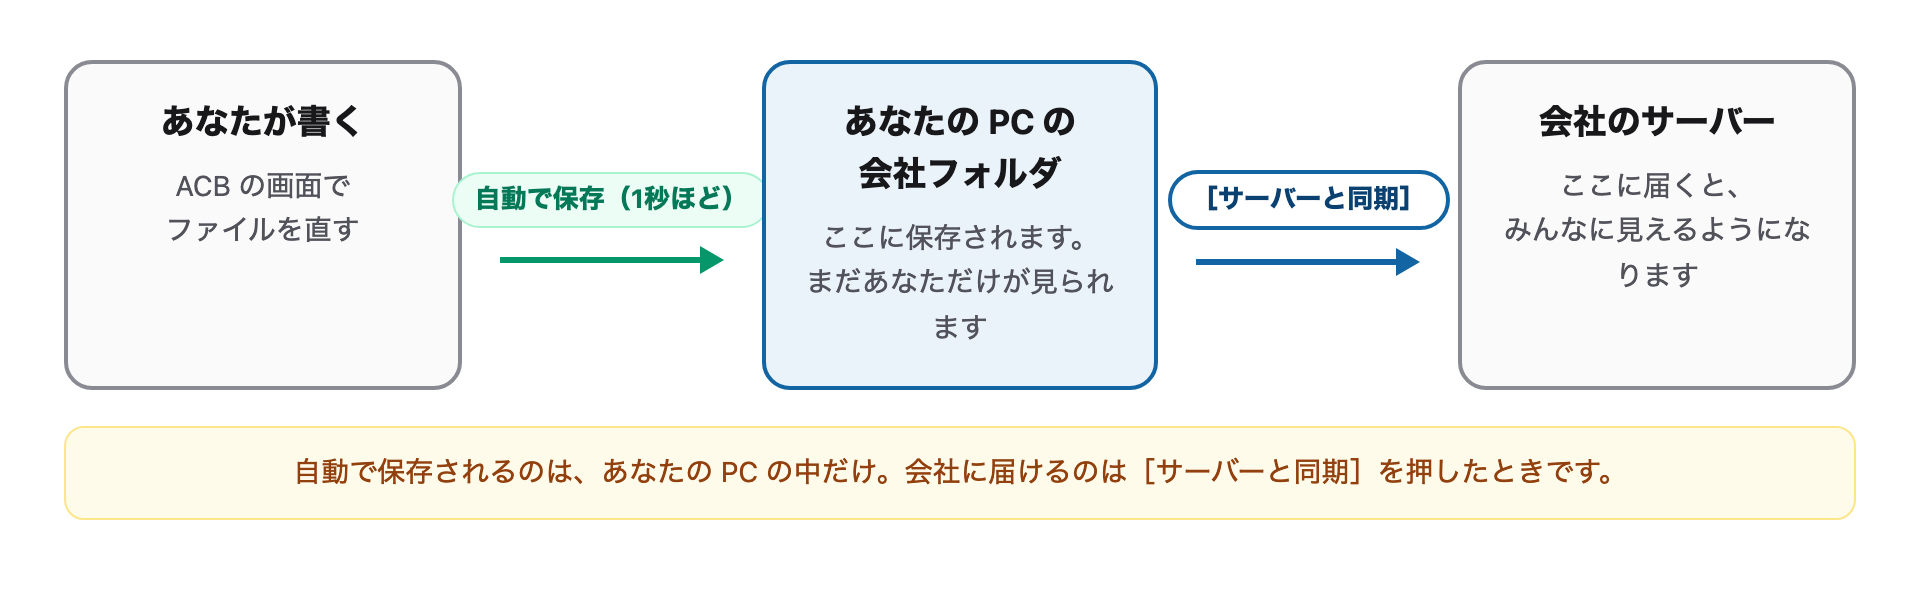 あなたが書く
ACB の画面で
ファイルを直す
自動で保存（1秒ほど）
あなたの PC の
会社フォルダ
ここに保存されます。
まだあなただけが見られ
ます
［サーバーと同期］
会社のサーバー
ここに届くと、
みんなに見えるようにな
ります
自動で保存されるのは、あなたの PC の中だけ。会社に届けるのは［サーバーと同期］を押したときです。